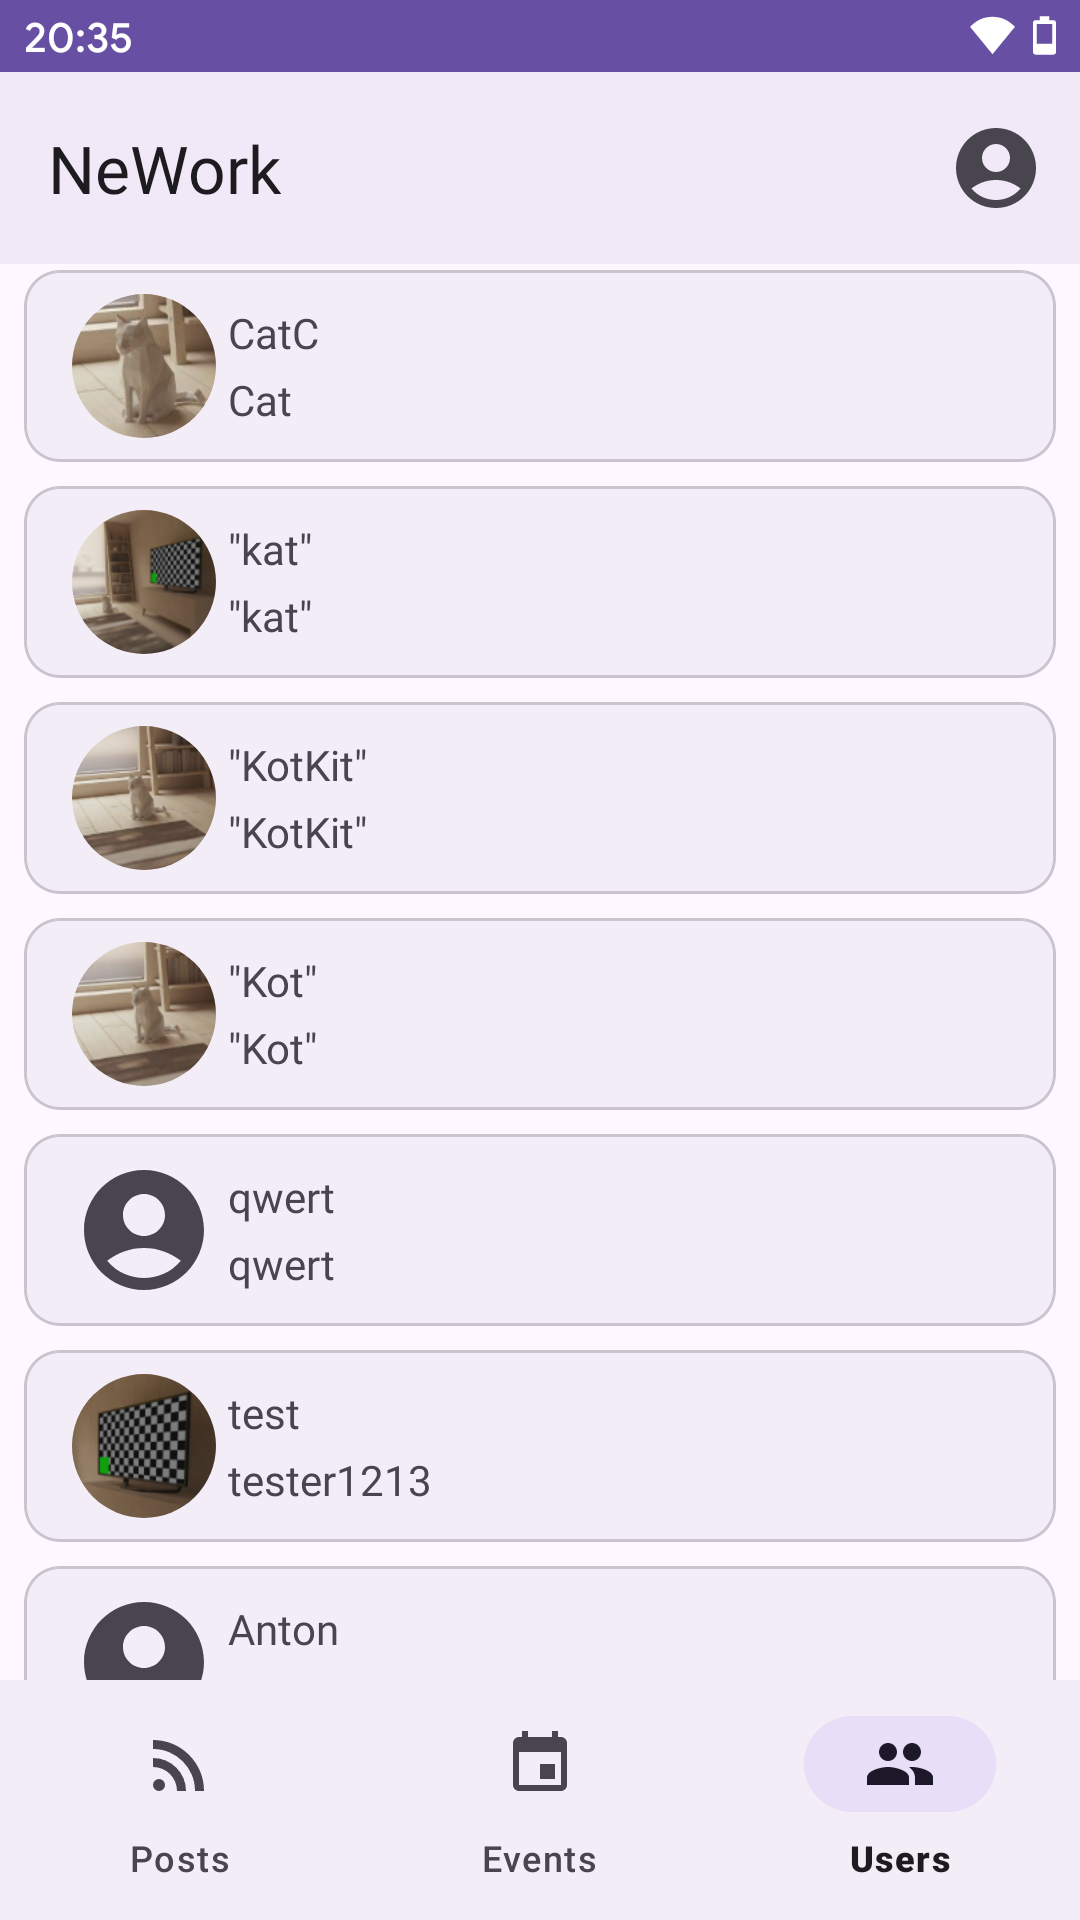 20:35
NeWork
CatC
Cat
"kat"
"kat"
"KotKit"
"KotKit"
"Kot"
"Kot"
qwert
qwert
test
tester1213
Anton
Posts
Events
Users